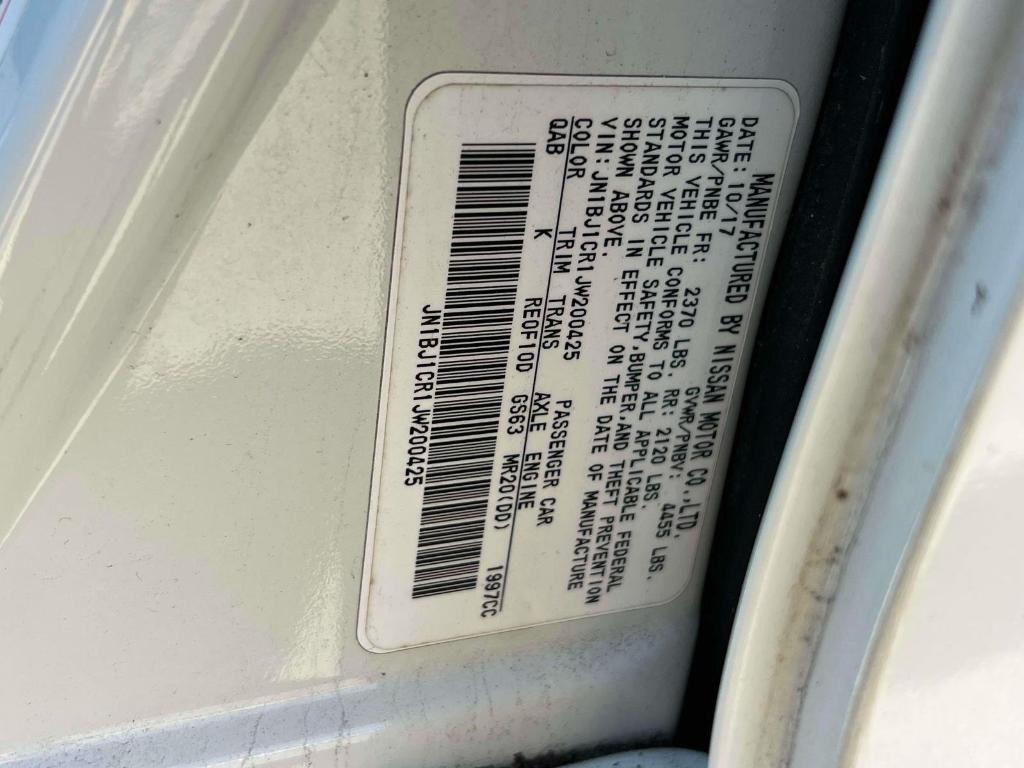 MANUFACTURED BY NISSAN MOTOR CO.,LTD.
DATE: 10/17 GVWR/PNBV: 4455 LBS.
GAWR/PNBE FR: 2370 LBS. RR: 2120 LBS.
THIS VEHICLE CONFORMS TO ALL APPLICABLE FEDERAL
MOTOR VEHICLE SAFETY,BUMPER,AND THEFT PREVENTION
STANDARDS IN EFFECT ON THE DATE OF MANUFACTURE
SHOWN ABOVE.
VIN:JN1BJ1CR1JW200425 PASSENGER CAR
COLOR TRIM TRANS AXLE ENGINE
QAB K RE0F10D GS63 MR20(DD) 1997CC
JN1BJ1CR1JW200425